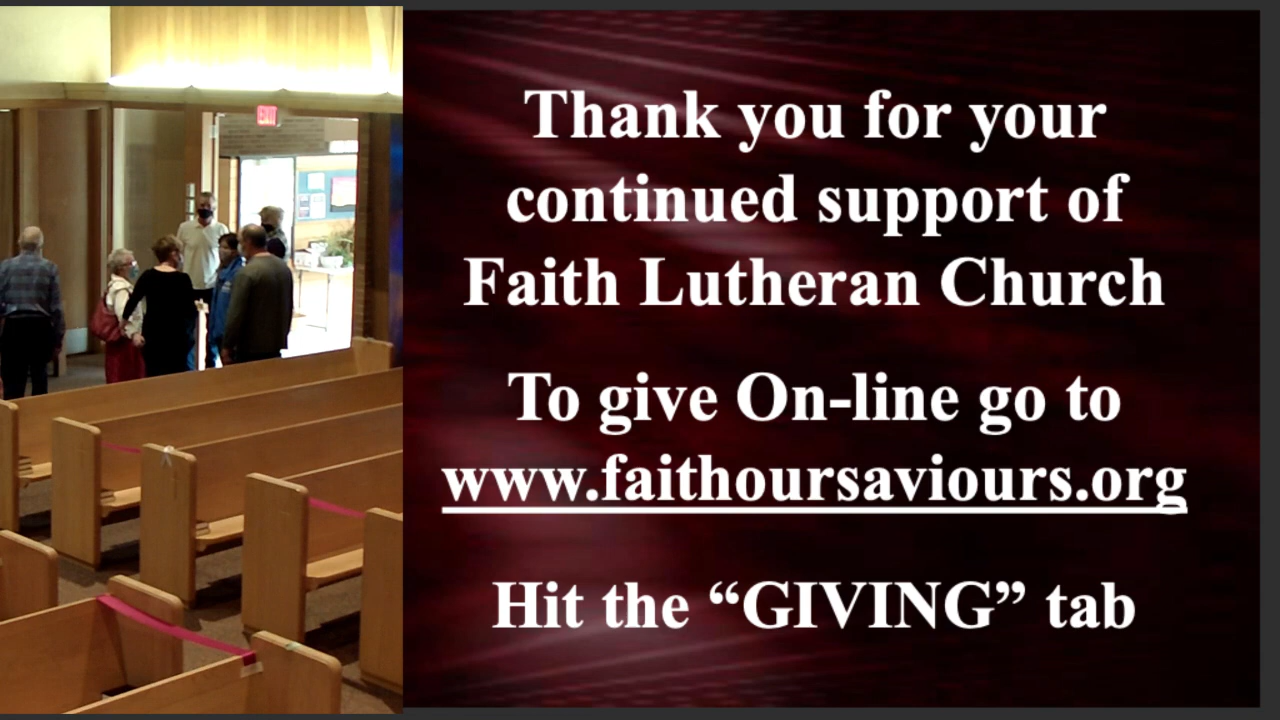 EXIT
Thank you for your
continued support of
Faith Lutheran Church
To give On-line go to
www.faithoursaviours.org
Hit the “GIVING” tab